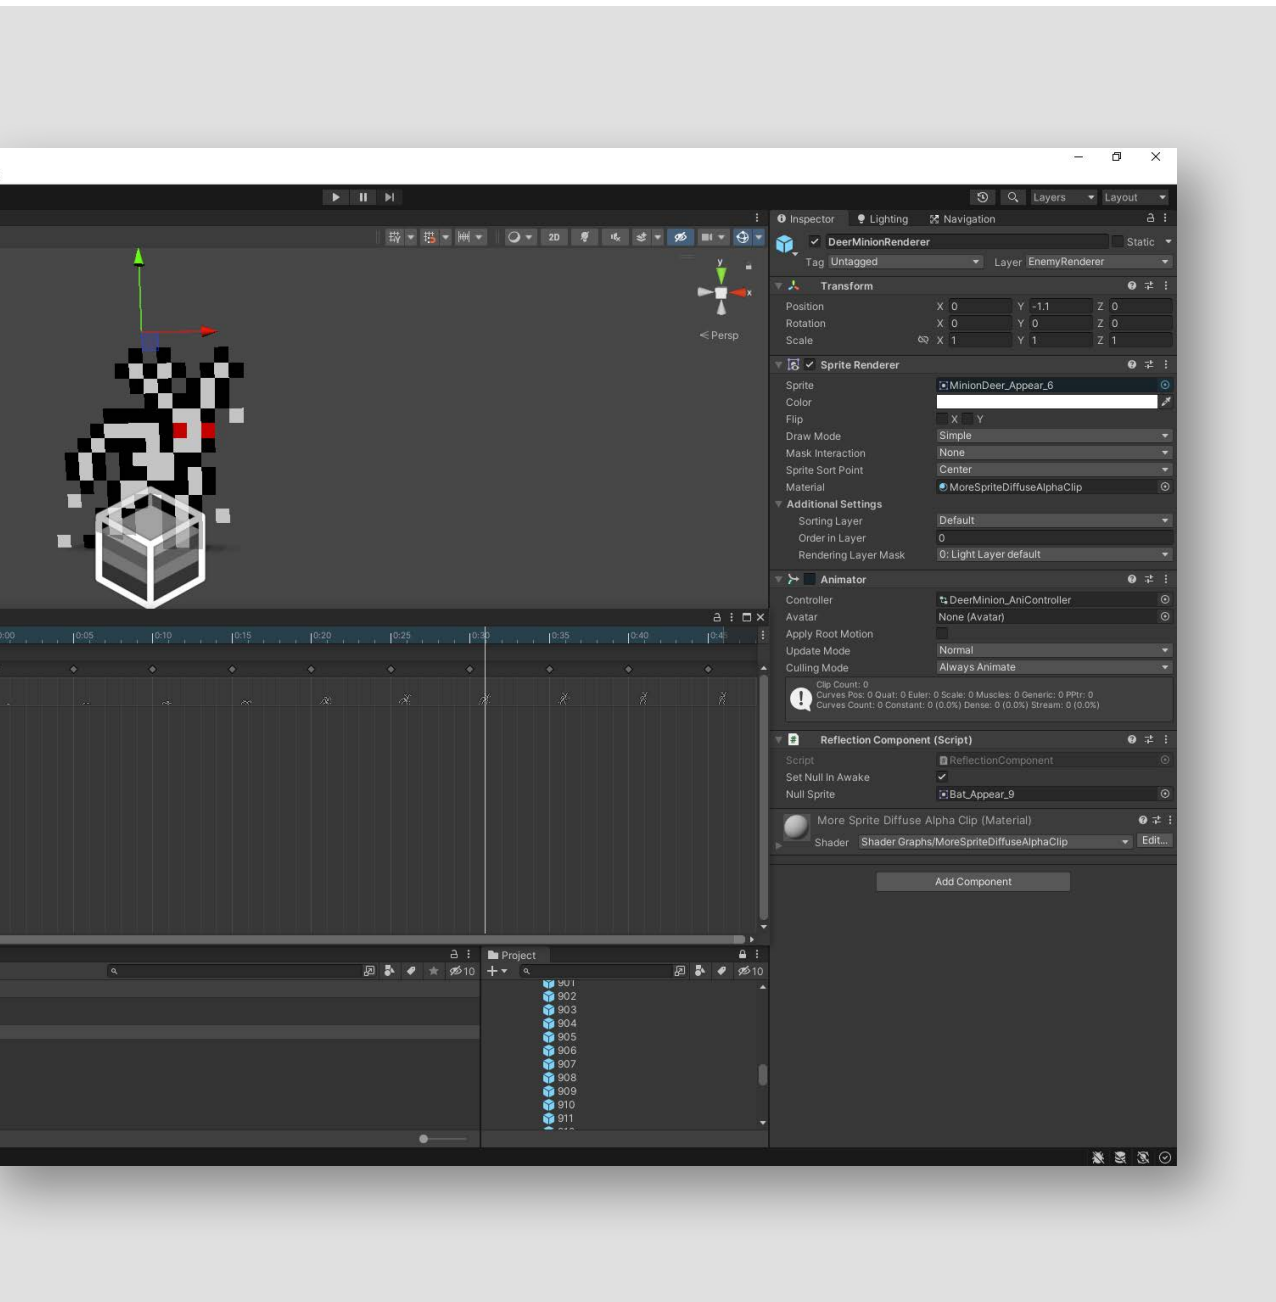 Layers Layout
Inspector Lighting Navigation
2D
DeerMinionRenderer Static
Tag Untagged Layer EnemyRenderer
y
x
Persp
Transform
Position X 0 Y -1.1 Z 0
Rotation X 0 Y 0 Z 0
Scale X 1 Y 1 Z 1
Sprite Renderer
Sprite MinionDeer_Appear_6
Color
Flip X Y
Draw Mode Simple
Mask Interaction None
Sprite Sort Point Center
Material MoreSpriteDiffuseAlphaClip
Additional Settings
Sorting Layer Default
Order in Layer 0
Rendering Layer Mask 0: Light Layer default
Animator
Controller DeerMinion_AniController
Avatar None (Avatar)
Apply Root Motion
Update Mode Normal
Culling Mode Always Animate
Clip Count: 0
Curves Pos: 0 Quat: 0 Euler: 0 Scale: 0 Muscles: 0 Generic: 0 PPtr: 0
Curves Count: 0 Constant: 0 (0.0%) Dense: 0 (0.0%) Stream: 0 (0.0%)
Reflection Component (Script)
Script ReflectionComponent
Set Null In Awake
Null Sprite Bat_Appear_9
More Sprite Diffuse Alpha Clip (Material)
Shader Shader Graphs/MoreSpriteDiffuseAlphaClip Edit...
Add Component
0:05 0:10 0:15 0:20 0:25 0:30 0:35 0:40
Project
10
10
901
902
903
904
905
906
907
908
909
910
911